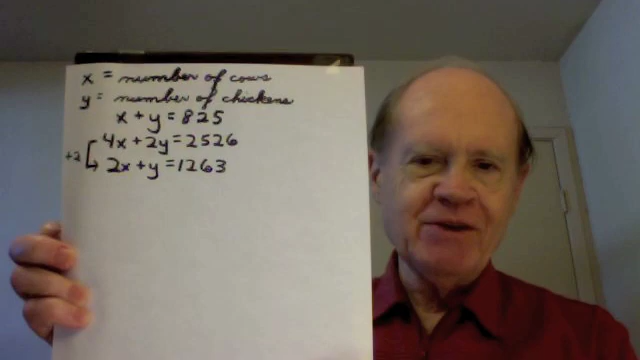 x = number of cows
y = number of chickens
x + y = 825
4x + 2y = 2526
÷2
2x + y = 1263